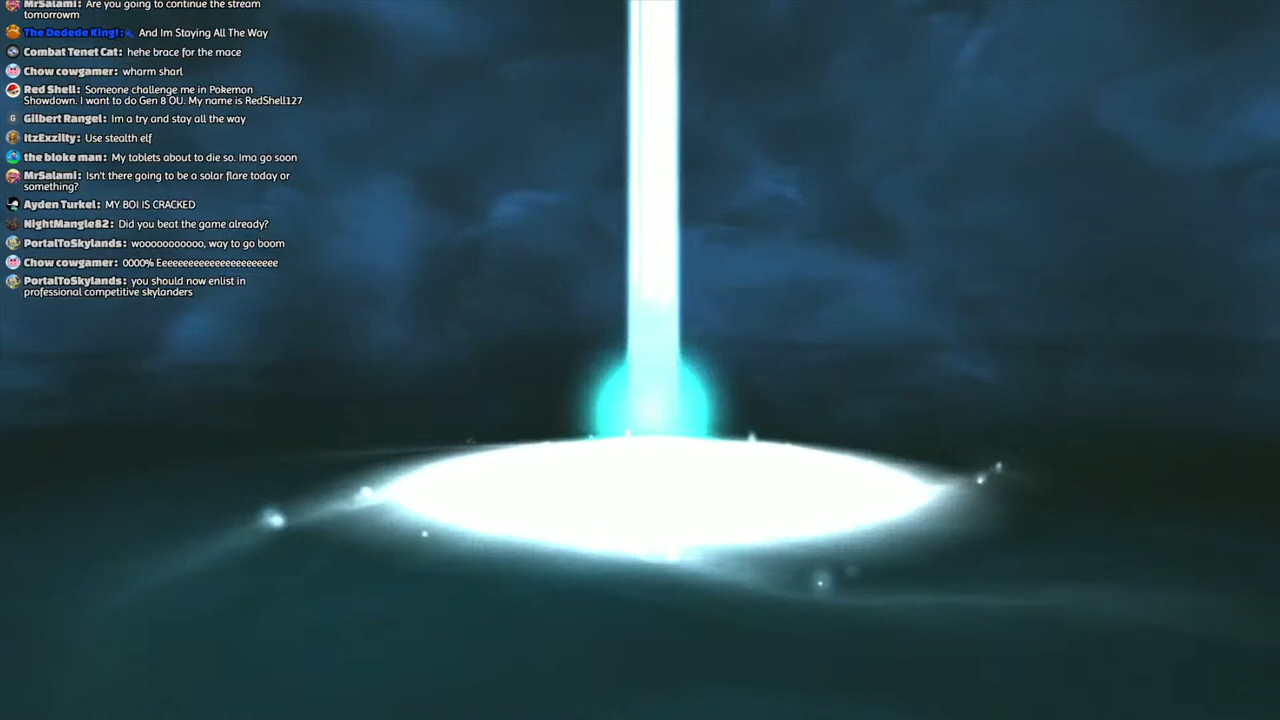 MrSalami: Are you going to continue the stream
tomorrowm
The Dedede King!: And Im Staying All The Way
Combat Tenet Cat: hehe brace for the mace
Chow cowgamer: wharm sharl
Red Shell: Someone challenge me in Pokemon
Showdown. I want to do Gen 8 OU. My name is RedShell127
G Gilbert Rangel: Im a try and stay all the way
ItzExzilty: Use stealth elf
the bloke man: My tablets about to die so. Ima go soon
MrSalami: Isn't there going to be a solar flare today or
something?
Ayden Turkel: MY BOI IS CRACKED
NightMangle82: Did you beat the game already?
PortalToSkylands: wooooooooooo, way to go boom
Chow cowgamer: 0000% Eeeeeeeeeeeeeeeeeeeeee
PortalToSkylands: you should now enlist in
professional competitive skylanders